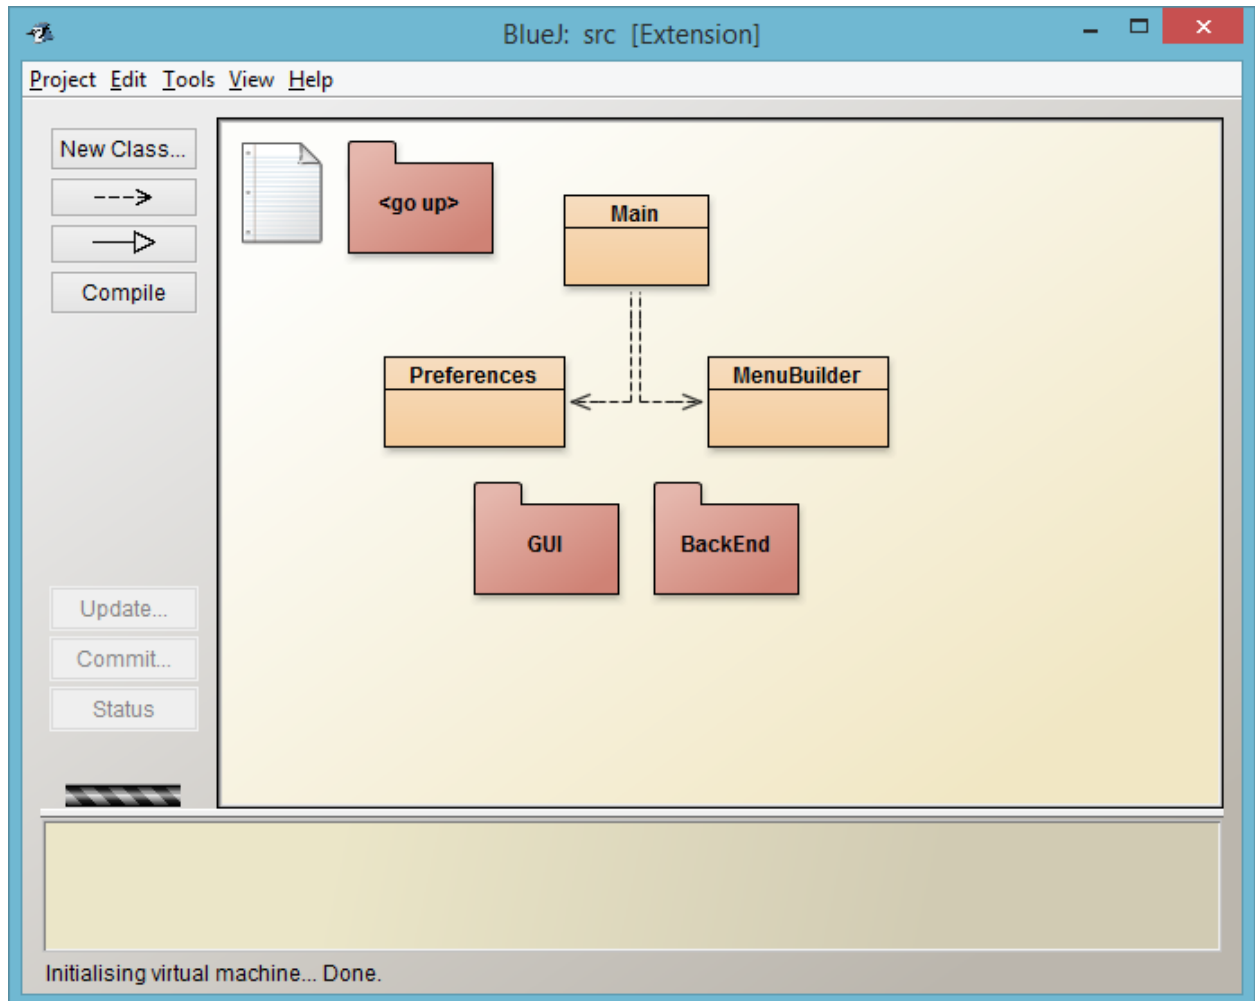 BlueJ: src [Extension]
Project Edit Tools View Help
New Class...
Compile
Update...
Commit...
Status
<go up>
Main
Preferences
MenuBuilder
GUI
BackEnd
Initialising virtual machine... Done.